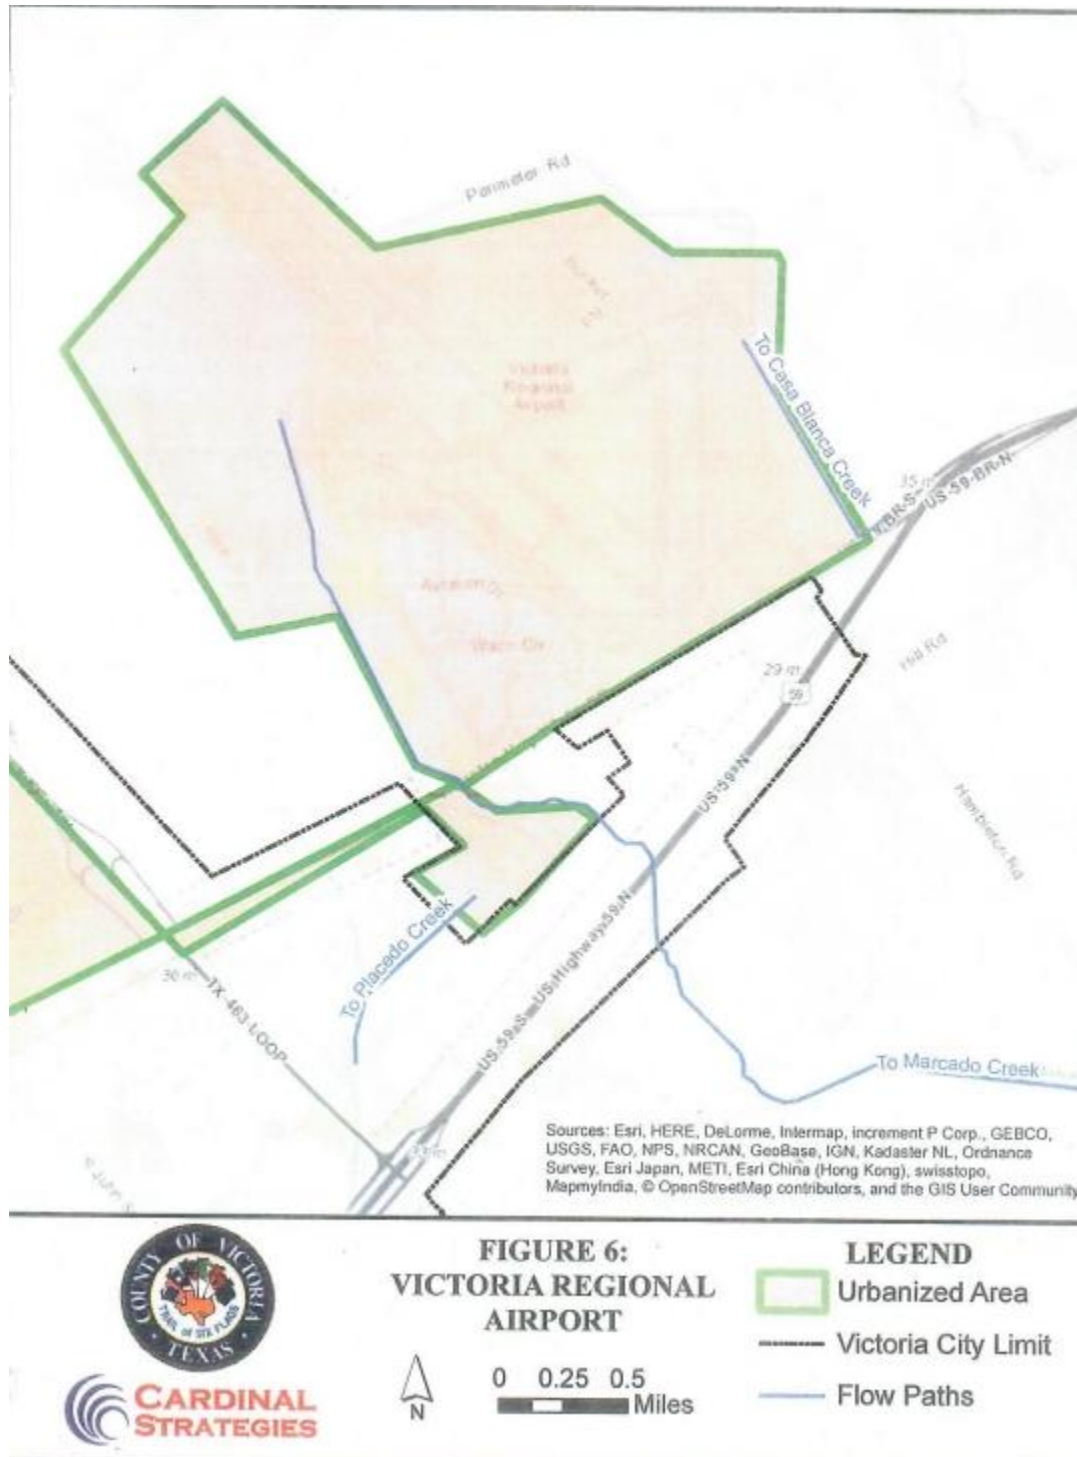 Perimeter Rd
Victoria
Regional
Airport
To Casa Blanca Creek
35 m
BR-S
US-59-BR-N
Aviation Dr
Waco Cir
Hill Rd
29 m
59
US-59-N
Hambleton Rd
To Placedo Creek
US Highway 59 N
US-59-S
30 m
TX 463 LOOP
To Marcado Creek
Sources: Esri, HERE, DeLorme, Intermap, increment P Corp., GEBCO,
USGS, FAO, NPS, NRCAN, GeoBase, IGN, Kadaster NL, Ordnance
Survey, Esri Japan, METI, Esri China (Hong Kong), swisstopo,
MapmyIndia, © OpenStreetMap contributors, and the GIS User Community
COUNTY OF VICTORIA
TRAIL of SIX FLAGS
TEXAS
CARDINAL
STRATEGIES
FIGURE 6:
VICTORIA REGIONAL
AIRPORT
N
0 0.25 0.5
Miles
LEGEND
Urbanized Area
Victoria City Limit
Flow Paths